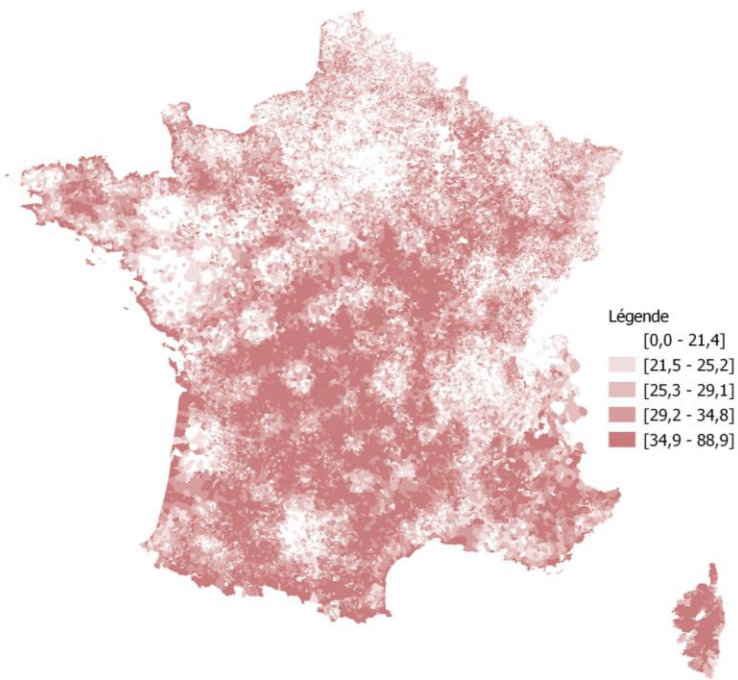 Légende
[0,0 - 21,4]
[21,5 - 25,2]
[25,3 - 29,1]
[29,2 - 34,8]
[34,9 - 88,9]